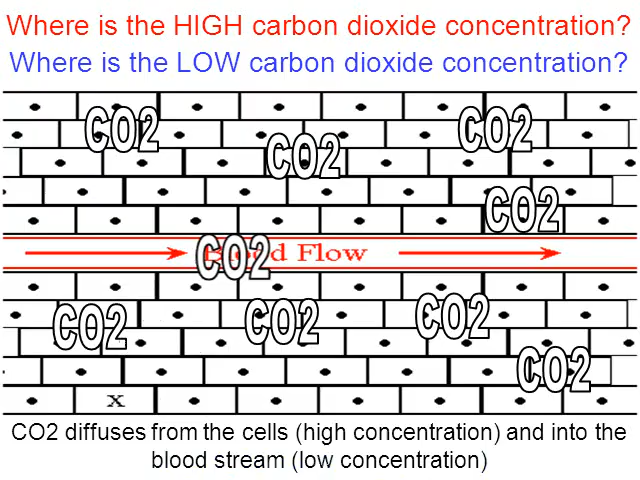 Where is the HIGH carbon dioxide concentration?
Where is the LOW carbon dioxide concentration?
CO2
CO2
CO2
CO2
CO2 Blood Flow
CO2
CO2
CO2
CO2
X
CO2 diffuses from the cells (high concentration) and into the
blood stream (low concentration)